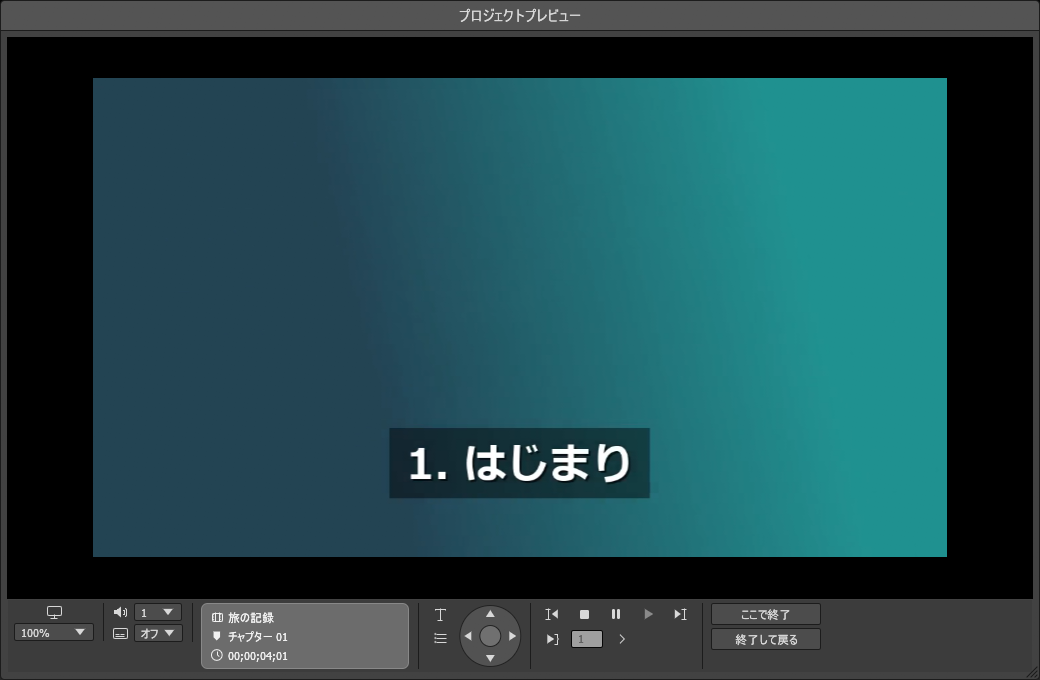 プロジェクトプレビュー
1. はじまり
100%
1
オフ
旅の記録
チャプター 01
00;00;04;01
1
ここで終了
終了して戻る